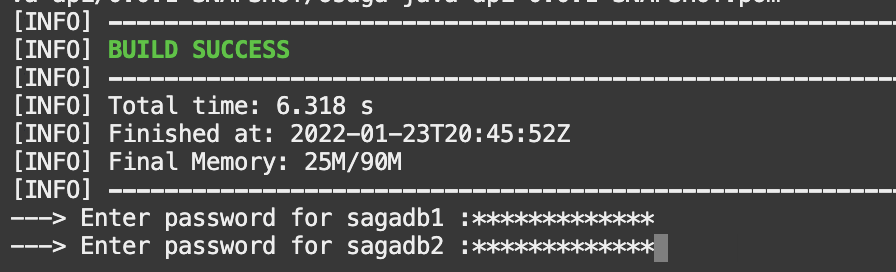 [INFO] ------------------------------------------------------------------------
[INFO] BUILD SUCCESS
[INFO] ------------------------------------------------------------------------
[INFO] Total time: 6.318 s
[INFO] Finished at: 2022-01-23T20:45:52Z
[INFO] Final Memory: 25M/90M
[INFO] ------------------------------------------------------------------------
---> Enter password for sagadb1 :*************
---> Enter password for sagadb2 :*************